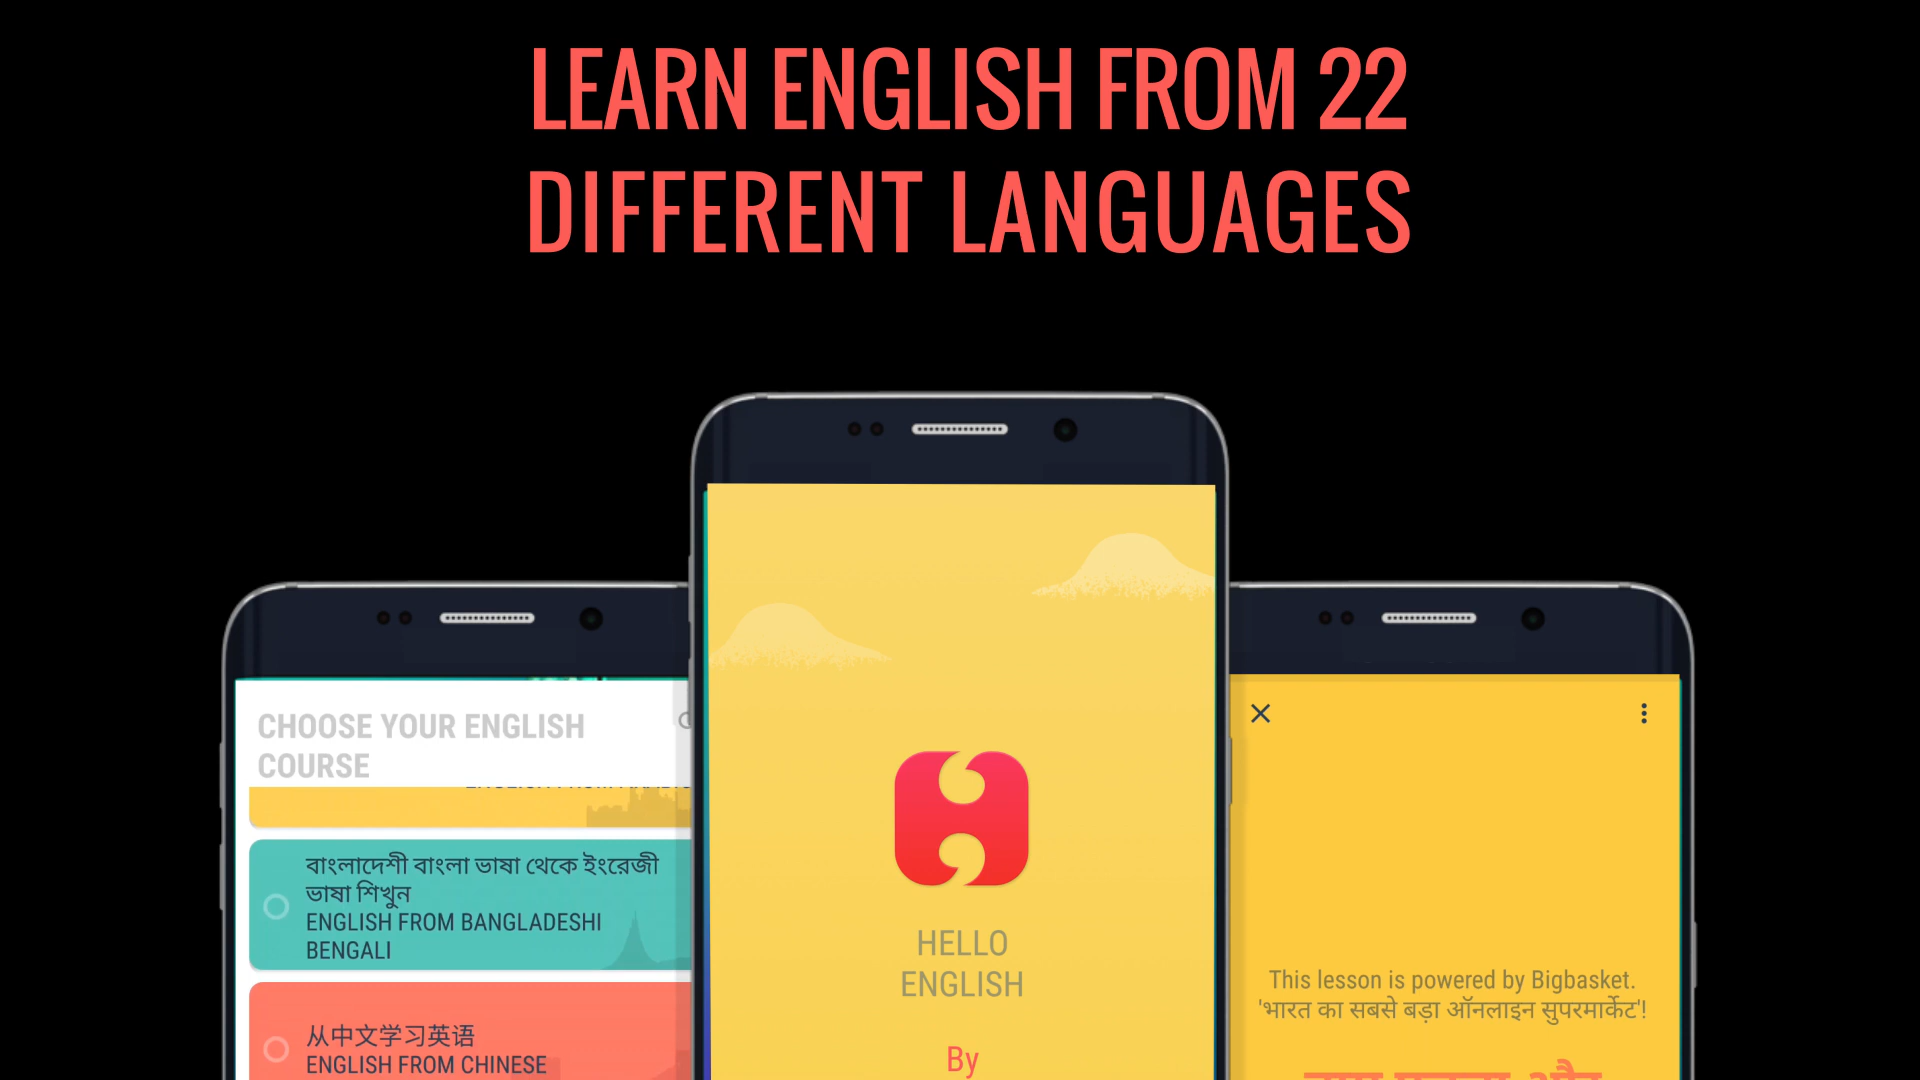 LEARN ENGLISH FROM 22
DIFFERENT LANGUAGES
CHOOSE YOUR ENGLISH
COURSE
বাংলাদেশী বাংলা ভাষা থেকে ইংরেজী
ভাষা শিখুন
ENGLISH FROM BANGLADESHI
BENGALI
从中文学习英语
ENGLISH FROM CHINESE
HELLO
ENGLISH
By
This lesson is powered by Bigbasket.
'भारत का सबसे बड़ा ऑनलाइन सुपरमार्केट'!